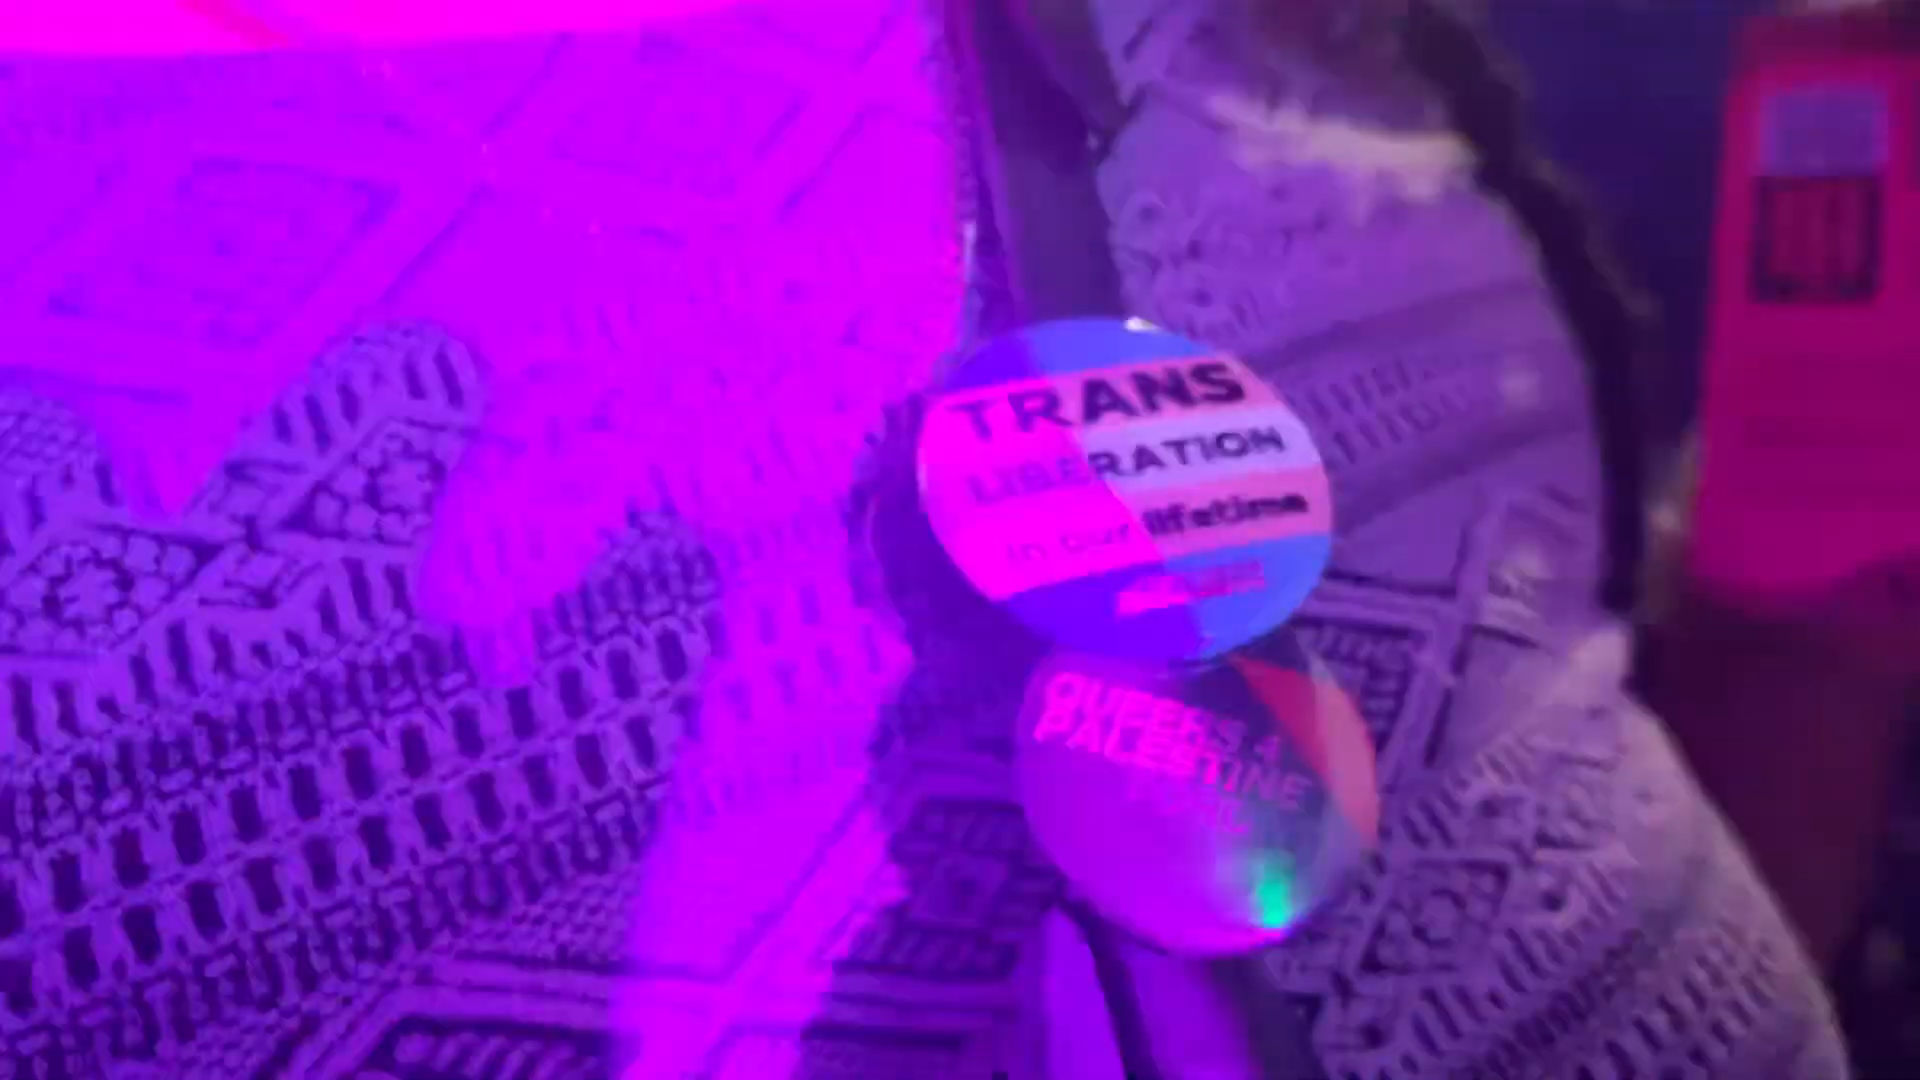 TRANS
LIBERATION
in our lifetime
QUEERS 4
PALESTINE